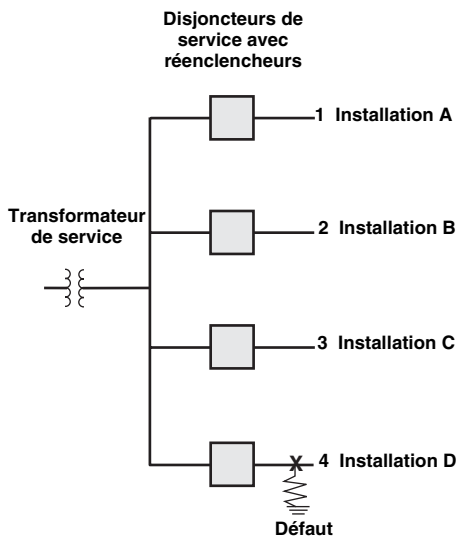 Disjoncteurs de
service avec
réenclencheurs
1 Installation A
Transformateur
de service
2 Installation B
3 Installation C
X
4 Installation D
Défaut